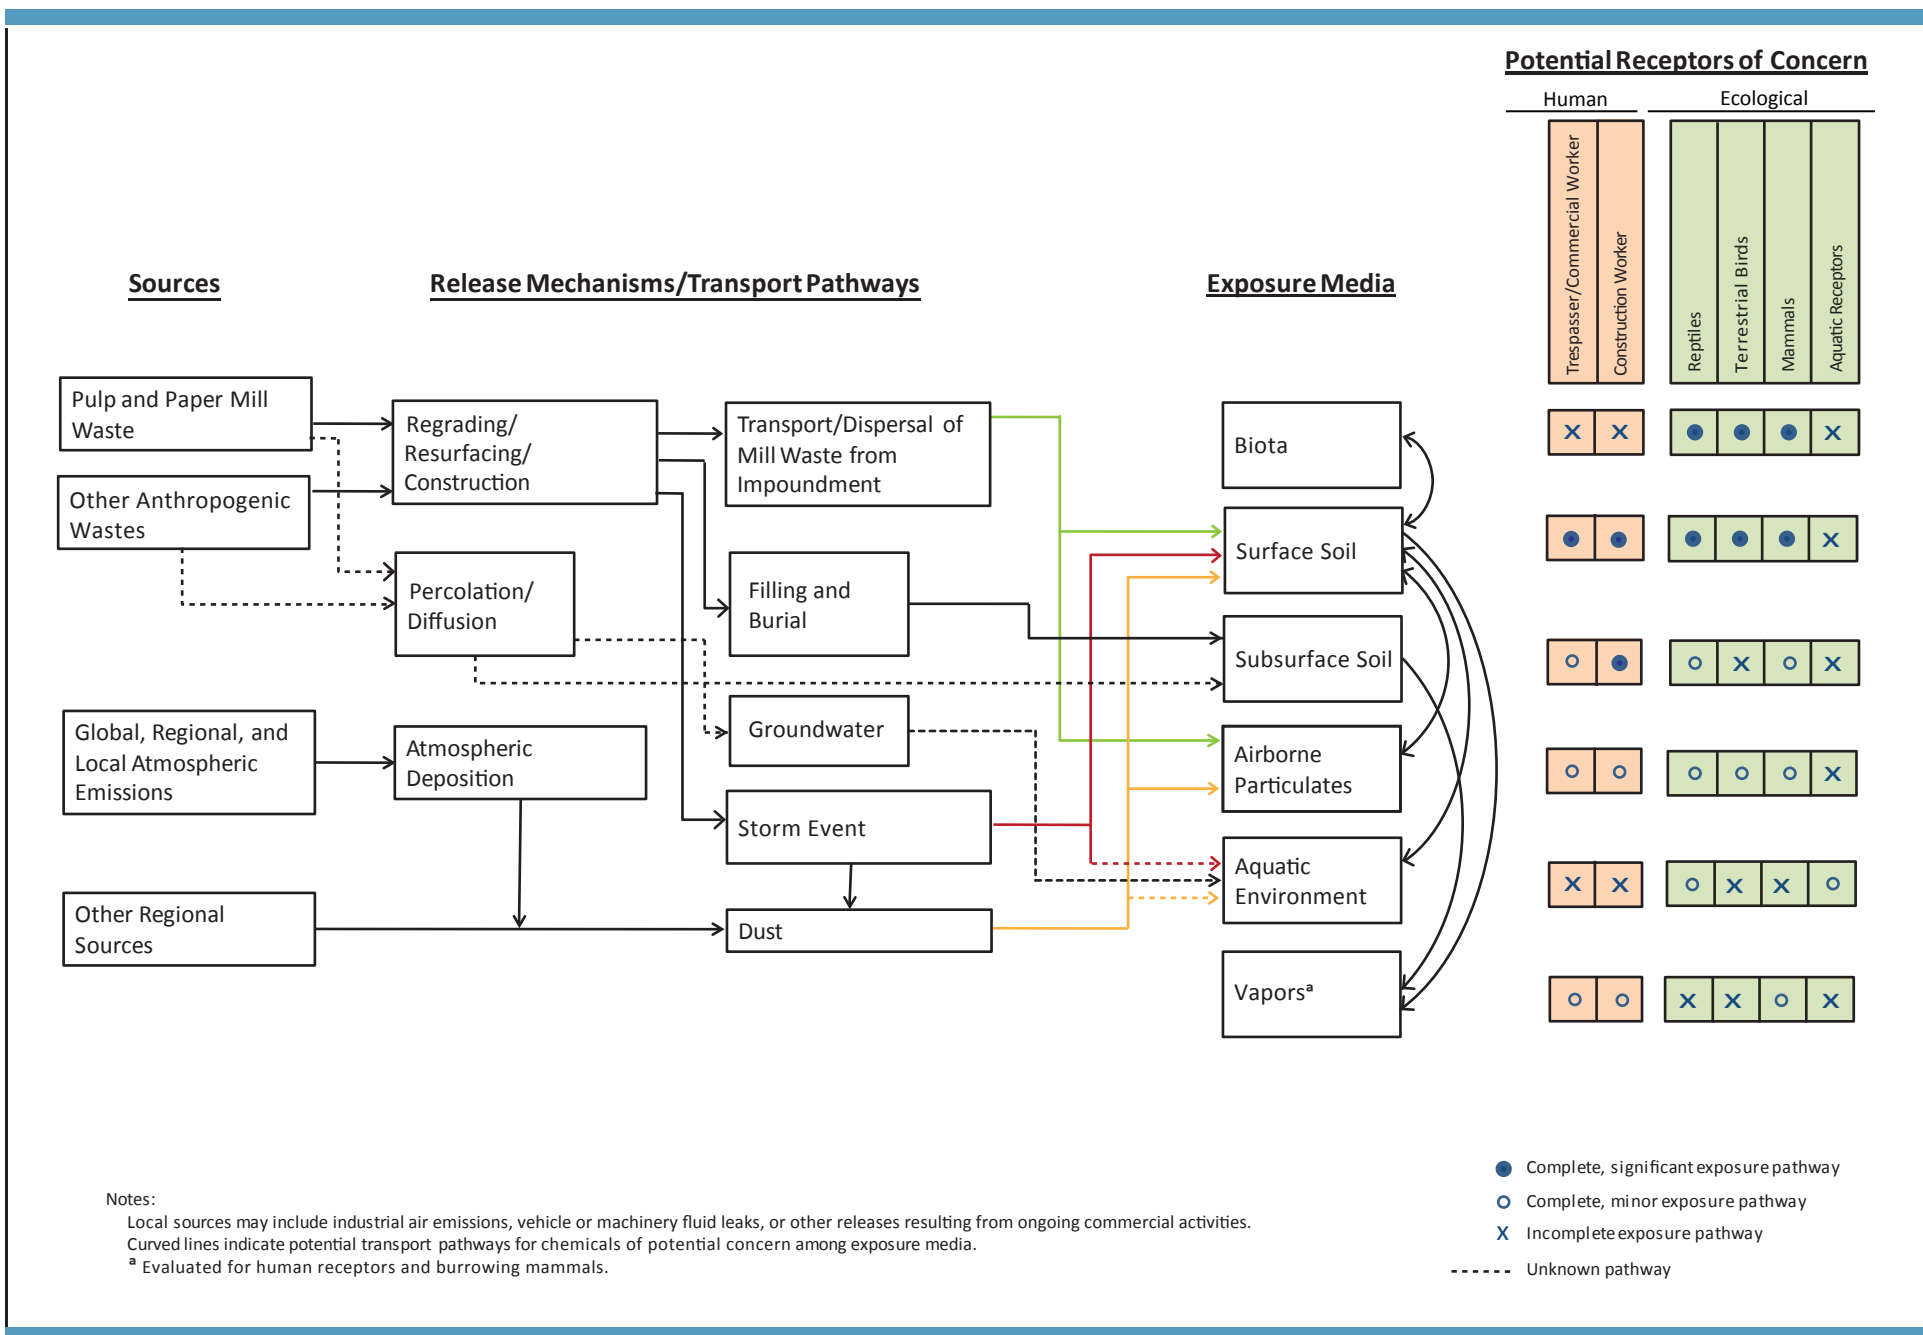 Potential Receptors of Concern
Human
Ecological
Trespasser/Commercial Worker
Construction Worker
Reptiles
Terrestrial Birds
Mammals
Aquatic Receptors
Sources
Release Mechanisms/Transport Pathways
Exposure Media
Pulp and Paper Mill
Waste
Other Anthropogenic
Wastes
Global, Regional, and
Local Atmospheric
Emissions
Other Regional
Sources
Regrading/
Resurfacing/
Construction
Percolation/
Diffusion
Atmospheric
Deposition
Transport/Dispersal of
Mill Waste from
Impoundment
Filling and
Burial
Groundwater
Storm Event
Dust
Biota
Surface Soil
Subsurface Soil
Airborne
Particulates
Aquatic
Environment
Vaporsᵃ
X X X
X
X X
X
X X X X
X X X
Complete, significant exposure pathway
Complete, minor exposure pathway
X Incomplete exposure pathway
Unknown pathway
Notes:
Local sources may include industrial air emissions, vehicle or machinery fluid leaks, or other releases resulting from ongoing commercial activities.
Curved lines indicate potential transport pathways for chemicals of potential concern among exposure media.
ᵃ Evaluated for human receptors and burrowing mammals.